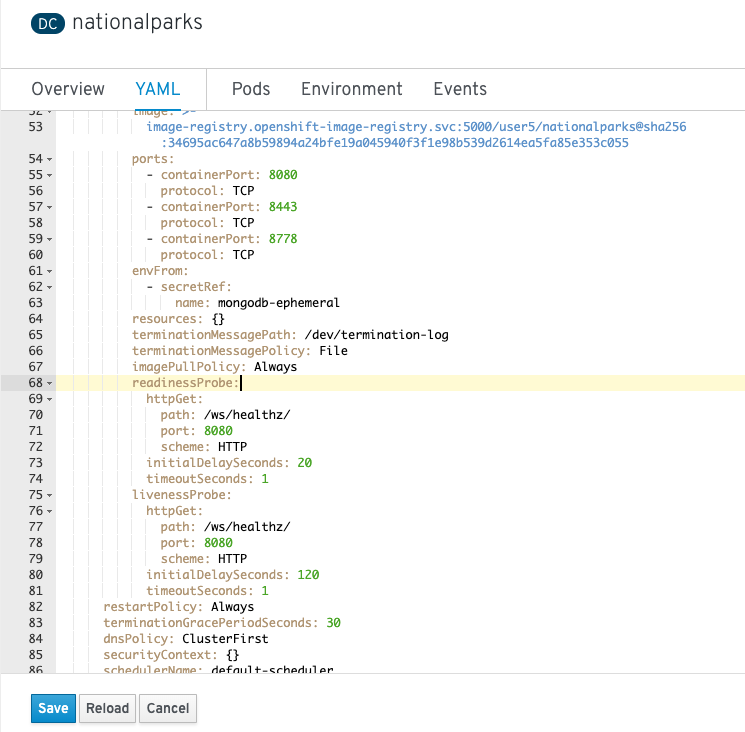 DC nationalparks
Overview YAML Pods Environment Events
52 image: >-
53 image-registry.openshift-image-registry.svc:5000/user5/nationalparks@sha256
:34695ac647a8b59894a24bfe19a045940f3f1e98b539d2614ea5fa85e353c055
54 ports:
55 - containerPort: 8080
56 protocol: TCP
57 - containerPort: 8443
58 protocol: TCP
59 - containerPort: 8778
60 protocol: TCP
61 envFrom:
62 - secretRef:
63 name: mongodb-ephemeral
64 resources: {}
65 terminationMessagePath: /dev/termination-log
66 terminationMessagePolicy: File
67 imagePullPolicy: Always
68 readinessProbe:
69 httpGet:
70 path: /ws/healthz/
71 port: 8080
72 scheme: HTTP
73 initialDelaySeconds: 20
74 timeoutSeconds: 1
75 livenessProbe:
76 httpGet:
77 path: /ws/healthz/
78 port: 8080
79 scheme: HTTP
80 initialDelaySeconds: 120
81 timeoutSeconds: 1
82 restartPolicy: Always
83 terminationGracePeriodSeconds: 30
84 dnsPolicy: ClusterFirst
85 securityContext: {}
86 schedulerName: default-scheduler
Save Reload Cancel